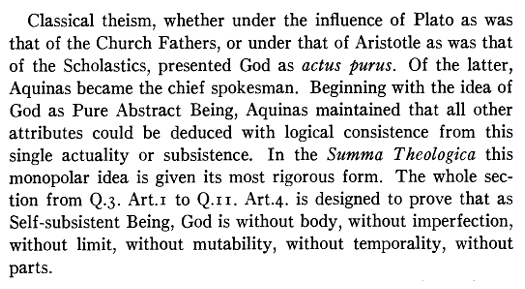 Classical theism, whether under the influence of Plato as was
that of the Church Fathers, or under that of Aristotle as was that
of the Scholastics, presented God as actus purus. Of the latter,
Aquinas became the chief spokesman. Beginning with the idea of
God as Pure Abstract Being, Aquinas maintained that all other
attributes could be deduced with logical consistence from this
single actuality or subsistence. In the Summa Theologica this
monopolar idea is given its most rigorous form. The whole sec-
tion from Q.3. Art.1 to Q.11. Art.4. is designed to prove that as
Self-subsistent Being, God is without body, without imperfection,
without limit, without mutability, without temporality, without
parts.